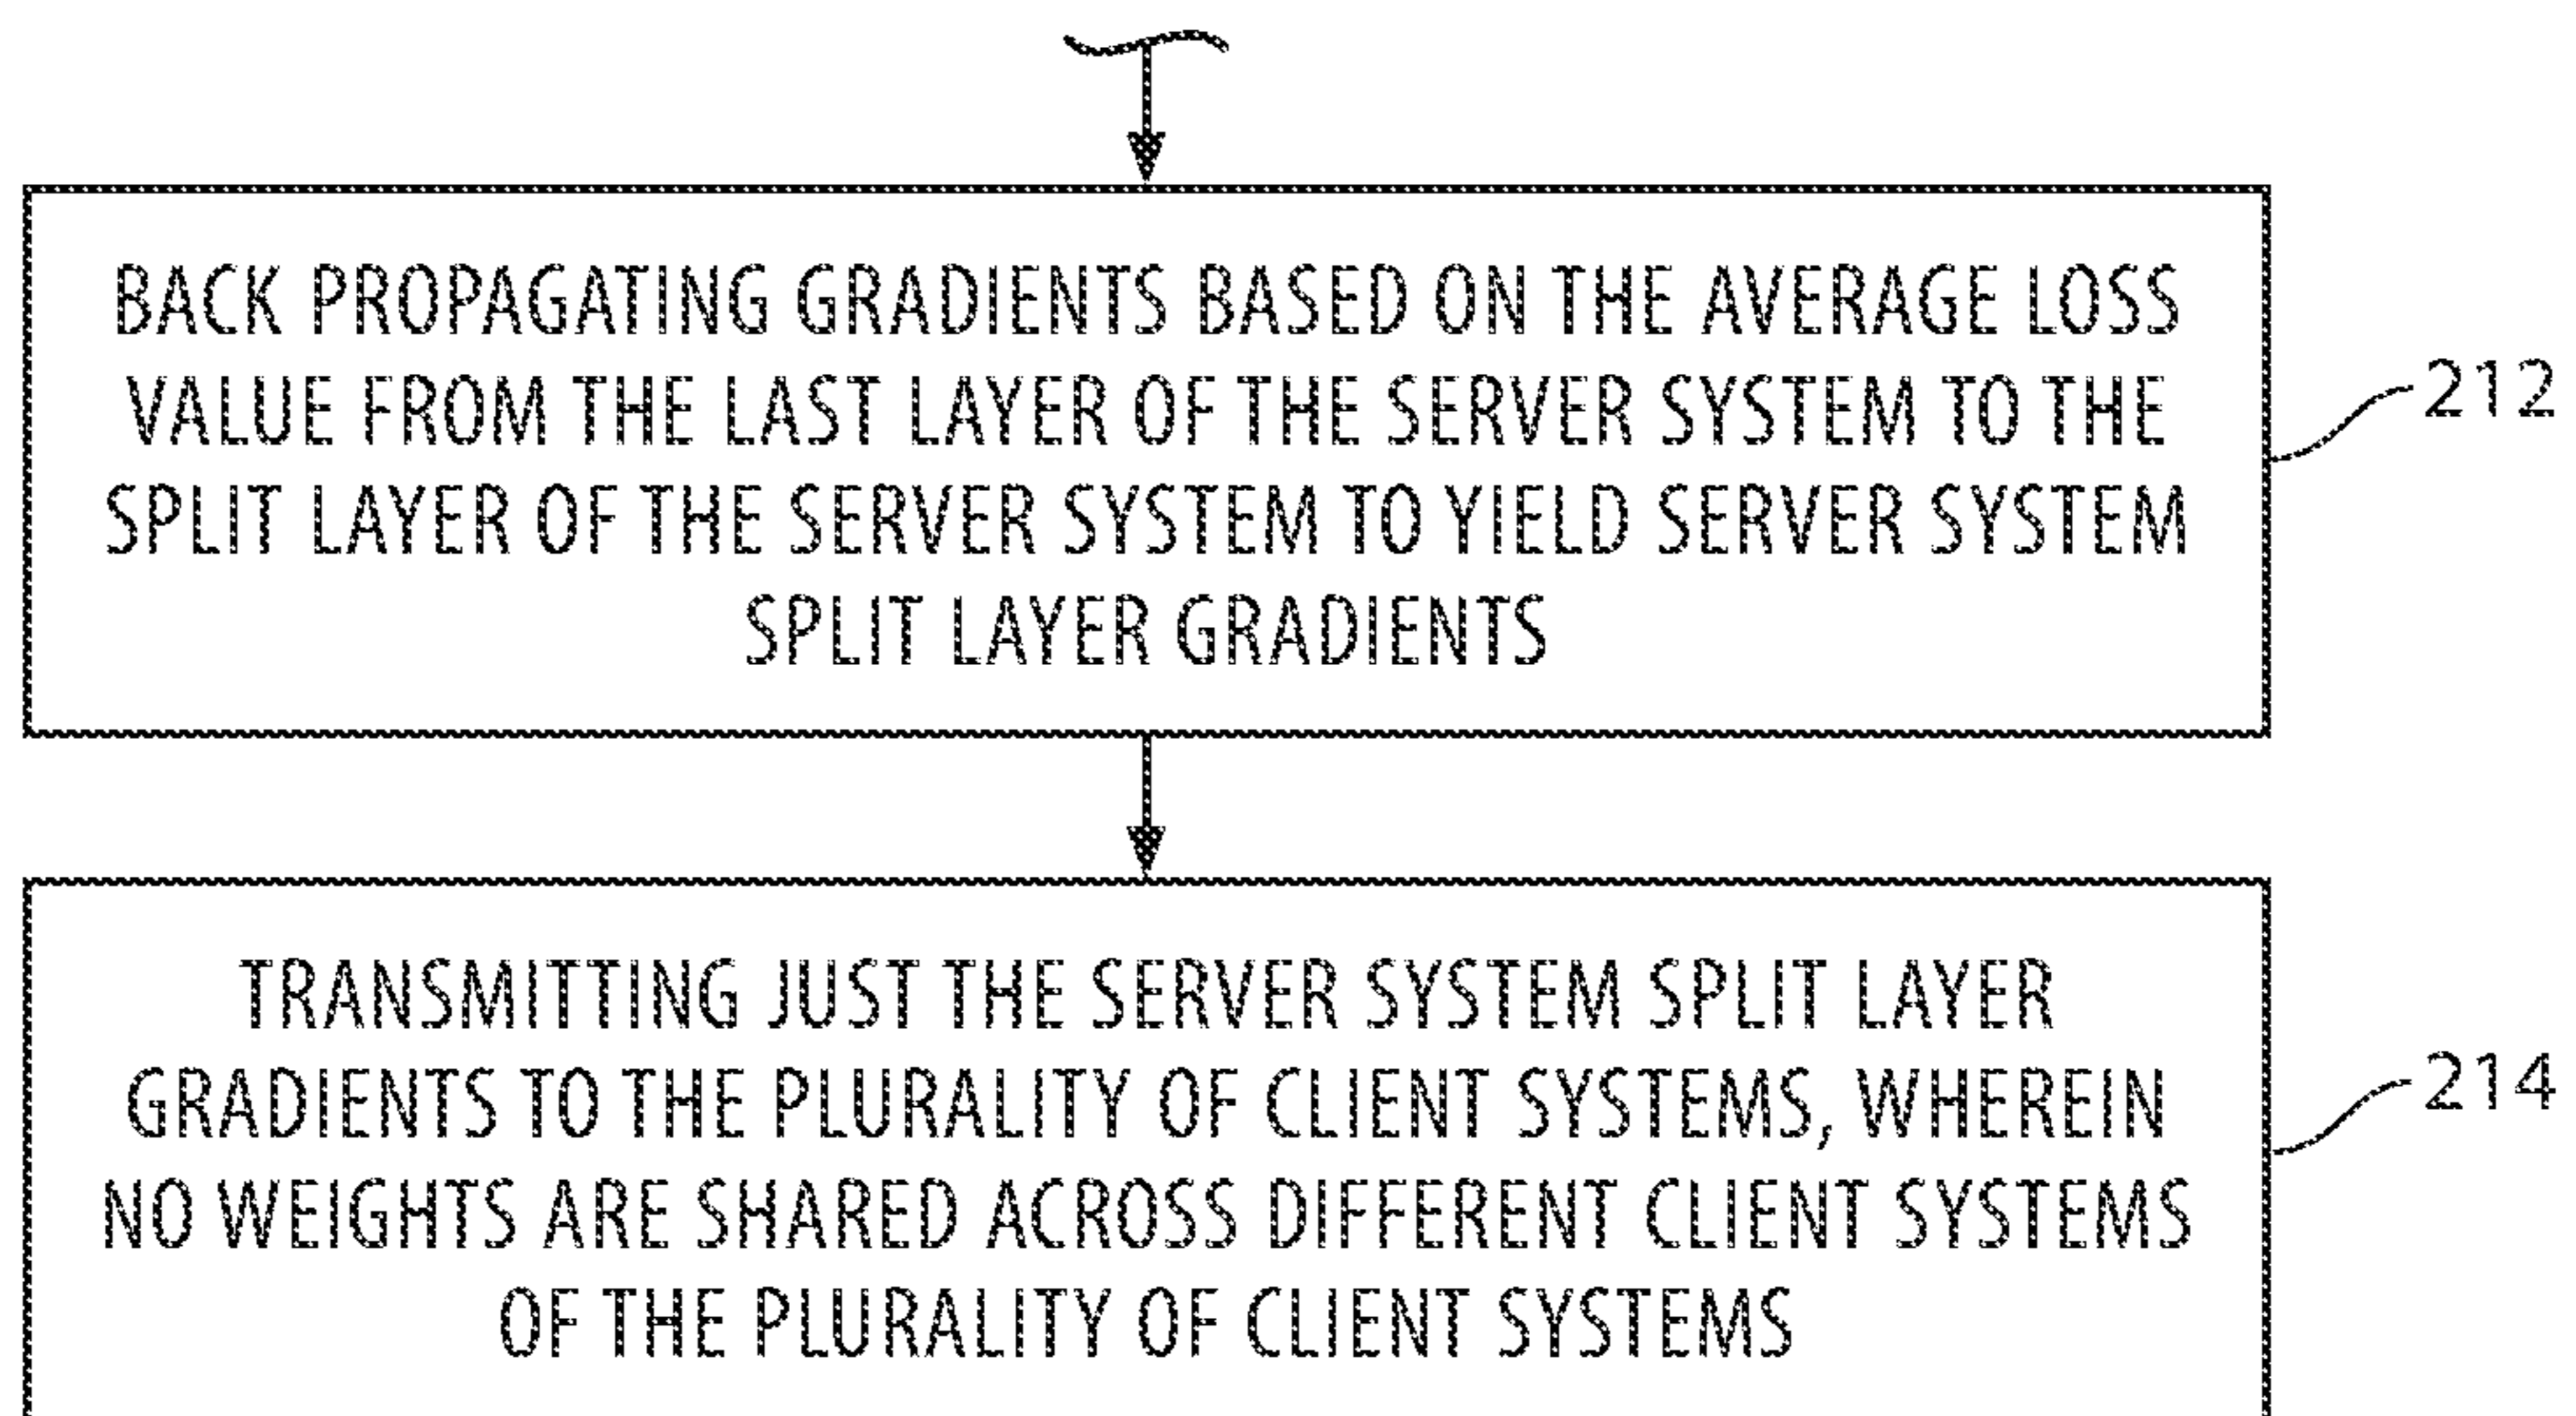 BACK PROPAGATING GRADIENTS BASED ON THE AVERAGE LOSS
VALUE FROM THE LAST LAYER OF THE SERVER SYSTEM TO THE
SPLIT LAYER OF THE SERVER SYSTEM TO YIELD SERVER SYSTEM
SPLIT LAYER GRADIENTS
212
TRANSMITTING JUST THE SERVER SYSTEM SPLIT LAYER
GRADIENTS TO THE PLURALITY OF CLIENT SYSTEMS, WHEREIN
NO WEIGHTS ARE SHARED ACROSS DIFFERENT CLIENT SYSTEMS
OF THE PLURALITY OF CLIENT SYSTEMS
214